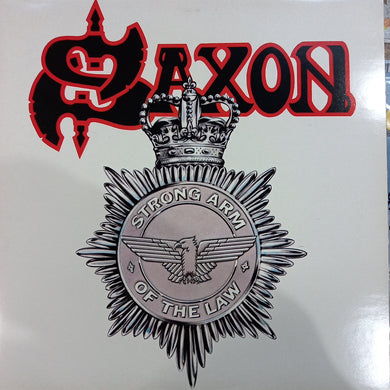 SAXON
STRONG ARM
OF THE LAW